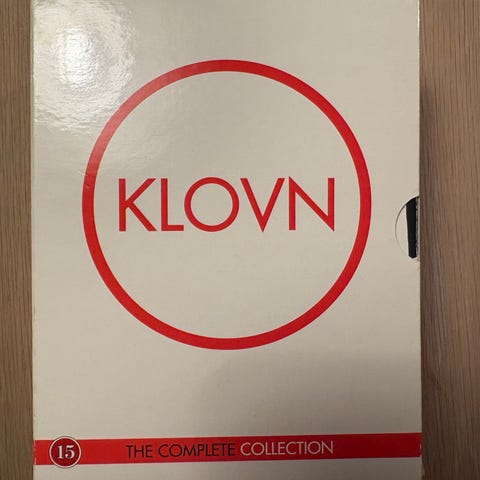 KLOVN
15 THE COMPLETE COLLECTION